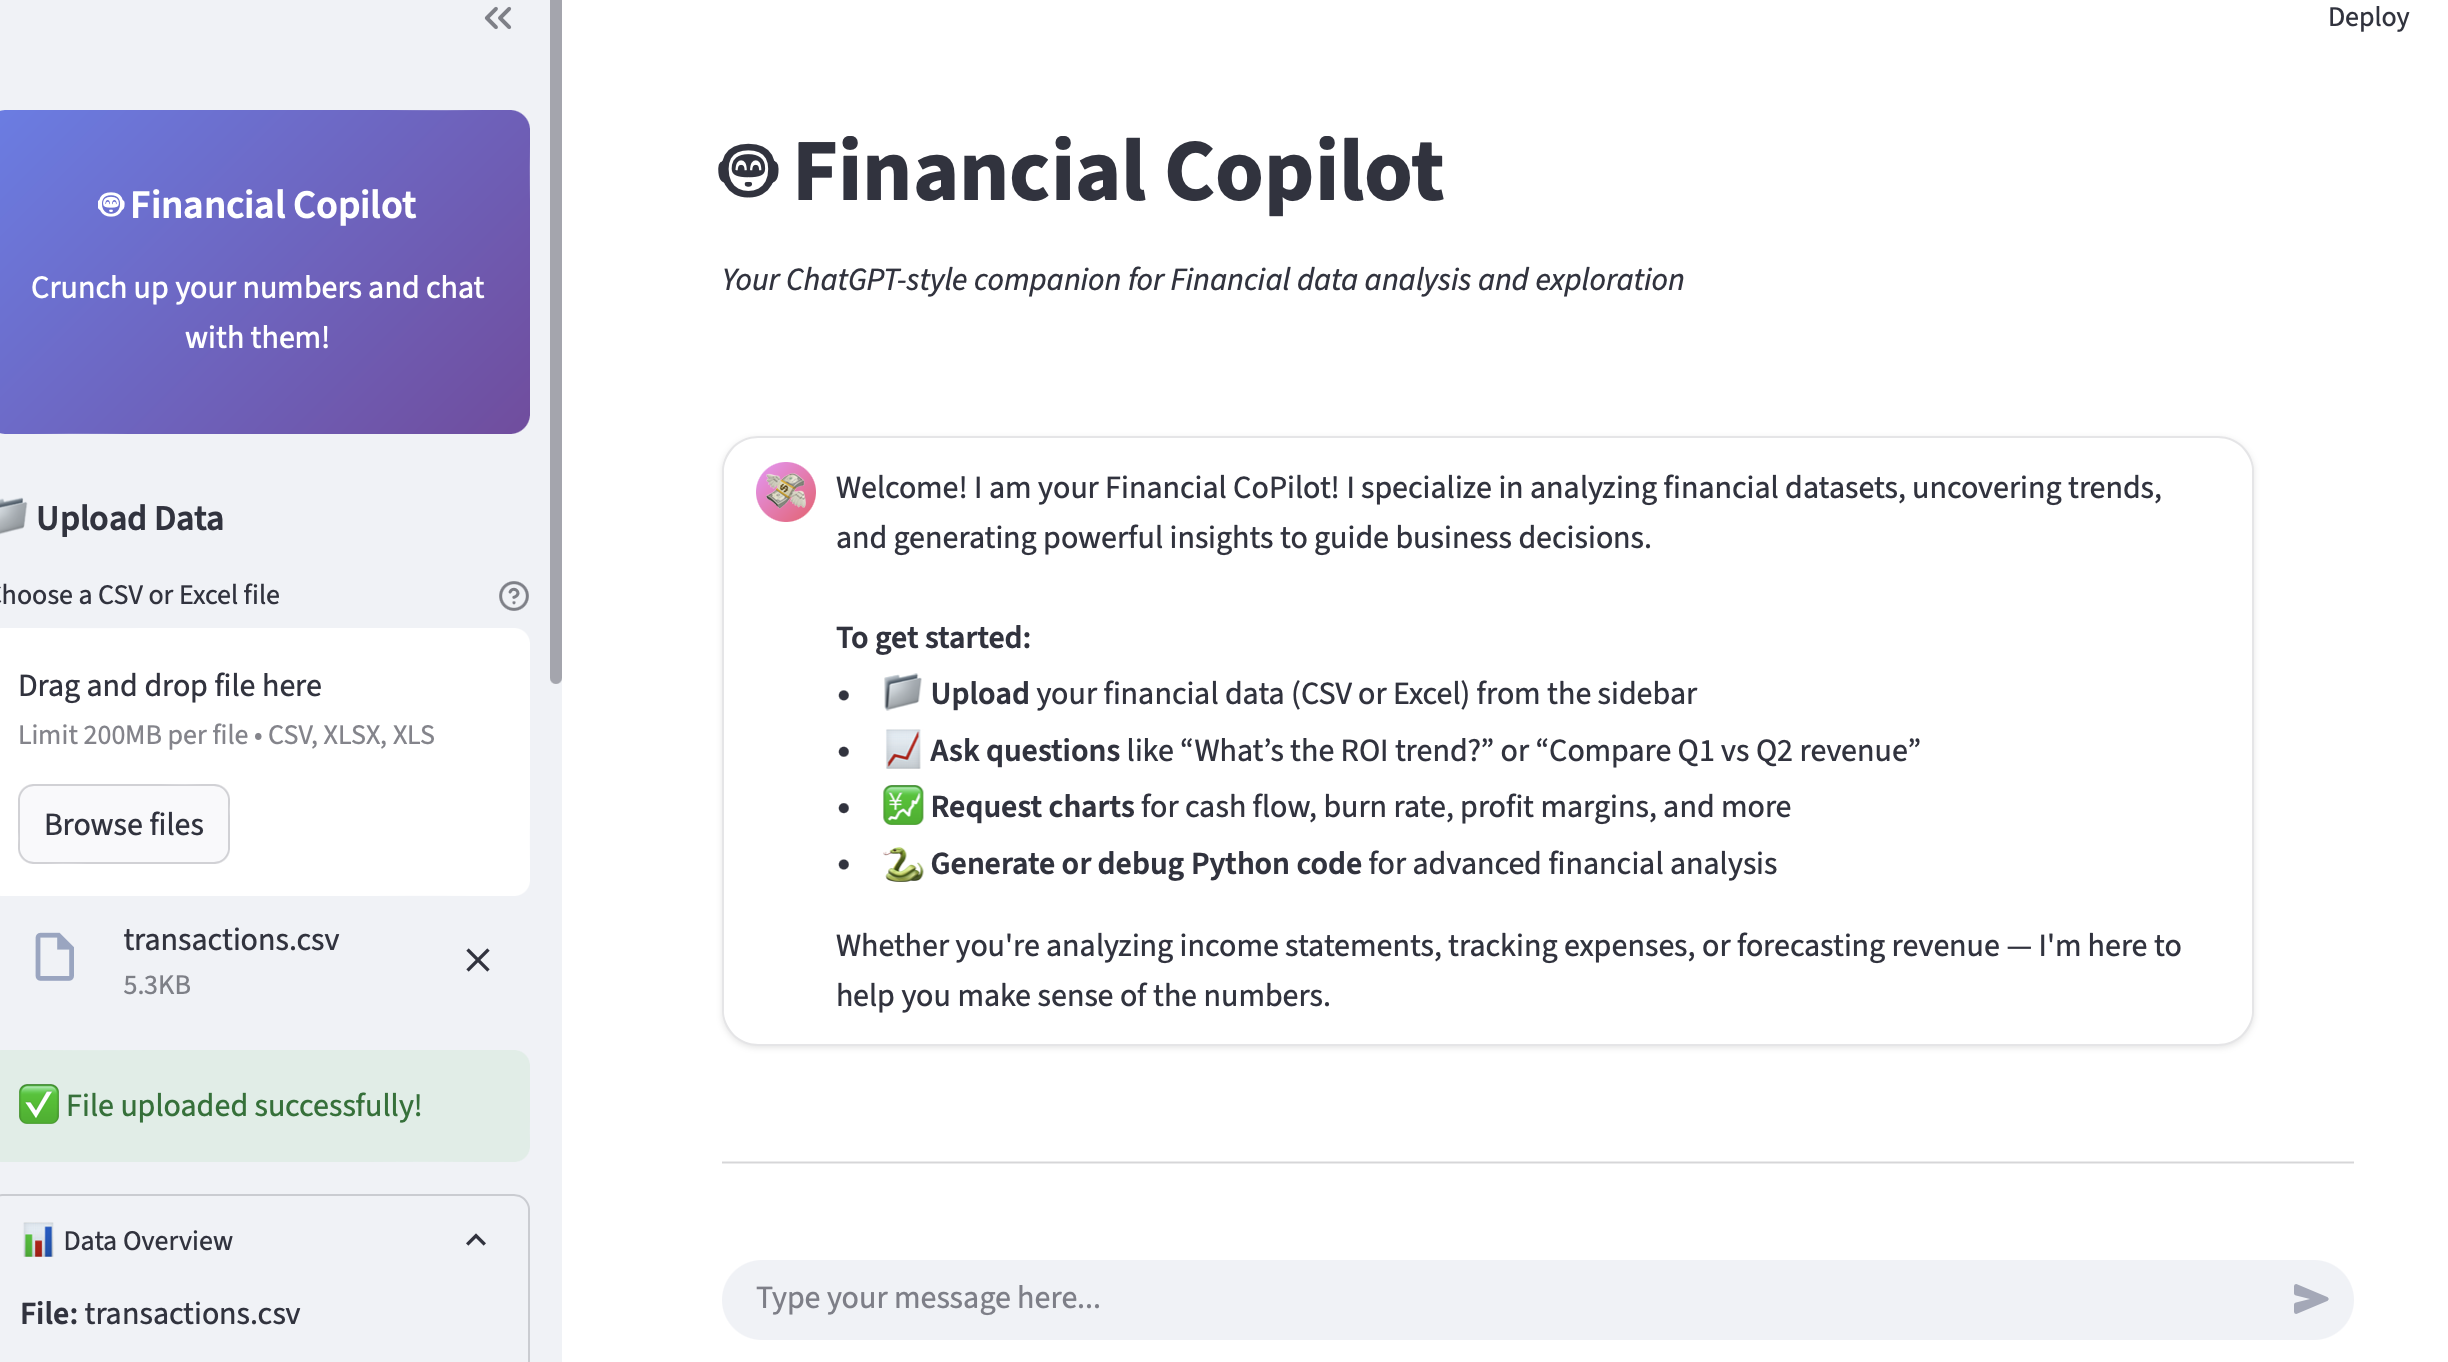 Deploy
Financial Copilot
Crunch up your numbers and chat
with them!
Upload Data
hoose a CSV or Excel file
Drag and drop file here
Limit 200MB per file • CSV, XLSX, XLS
Browse files
transactions.csv
5.3KB
✅ File uploaded successfully!
Data Overview
File: transactions.csv
Financial Copilot
Your ChatGPT-style companion for Financial data analysis and exploration
Welcome! I am your Financial CoPilot! I specialize in analyzing financial datasets, uncovering trends,
and generating powerful insights to guide business decisions.
To get started:
• Upload your financial data (CSV or Excel) from the sidebar
• Ask questions like “What’s the ROI trend?” or “Compare Q1 vs Q2 revenue”
• Request charts for cash flow, burn rate, profit margins, and more
• Generate or debug Python code for advanced financial analysis
Whether you're analyzing income statements, tracking expenses, or forecasting revenue — I'm here to
help you make sense of the numbers.
Type your message here...